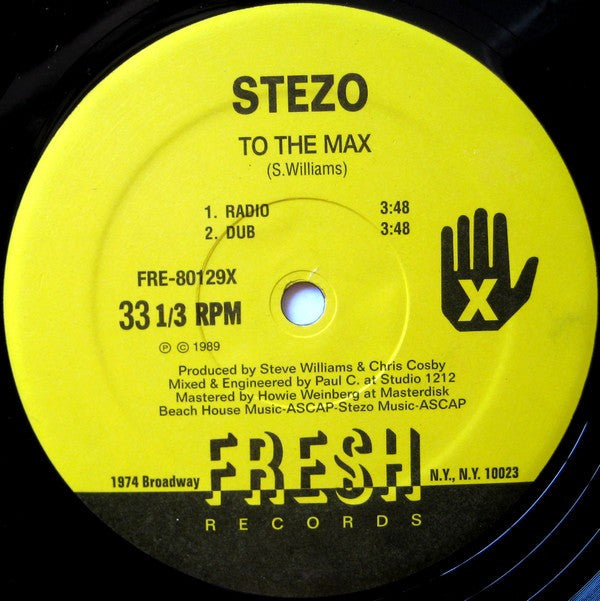 STEZO
TO THE MAX
(S.Williams)
1. RADIO 3:48
2. DUB 3:48
X
FRE-80129X
33 1/3 RPM
℗ © 1989
Produced by Steve Williams & Chris Cosby
Mixed & Engineered by Paul C. at Studio 1212
Mastered by Howie Weinberg at Masterdisk
Beach House Music-ASCAP-Stezo Music-ASCAP
1974 Broadway FRESH N.Y., N.Y. 10023
RECORDS